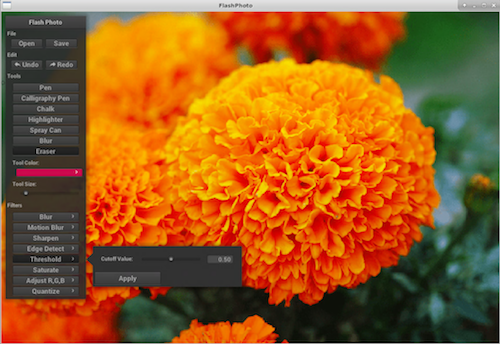 FlashPhoto
Flash Photo
File
Open Save
Edit
Undo Redo
Tools
Pen
Calligraphy Pen
Chalk
Highlighter
Spray Can
Blur
Eraser
Tool Color:
Tool Size:
Filters
Blur
Motion Blur
Sharpen
Edge Detect
Threshold
Saturate
Adjust R,G,B
Quantize
Cutoff Value: 0.50
Apply